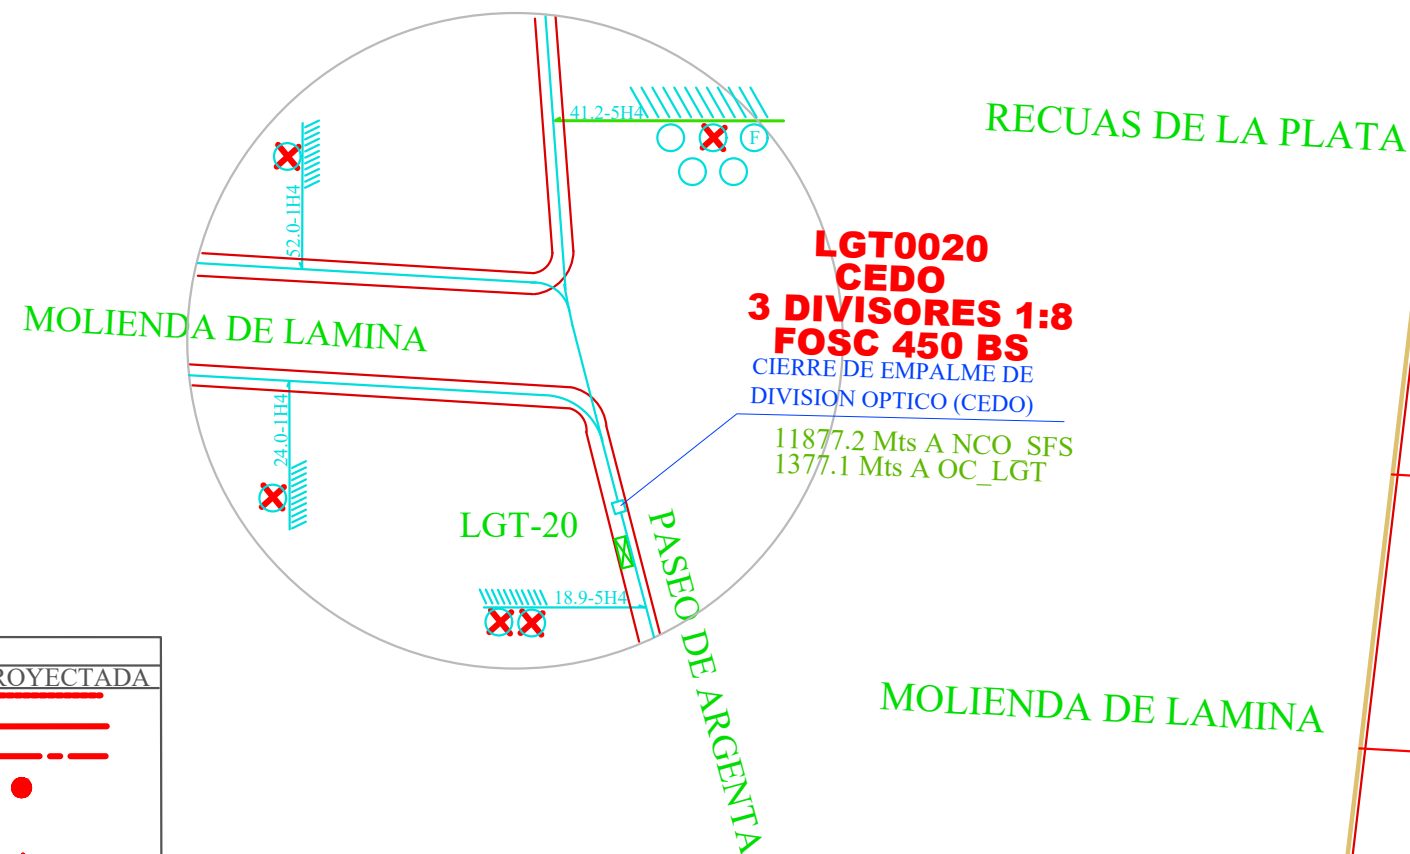 41.2-5H4
F
RECUAS DE LA PLATA
52.0-1H4
LGT0020
CEDO
3 DIVISORES 1:8
FOSC 450 BS
MOLIENDA DE LAMINA
CIERRE DE EMPALME DE
DIVISION OPTICO (CEDO)
11877.2 Mts A NCO_SFS
1377.1 Mts A OC_LGT
24.0-1H4
LGT-20
PASEO DE ARGENTA
18.9-5H4
ROYECTADA
MOLIENDA DE LAMINA